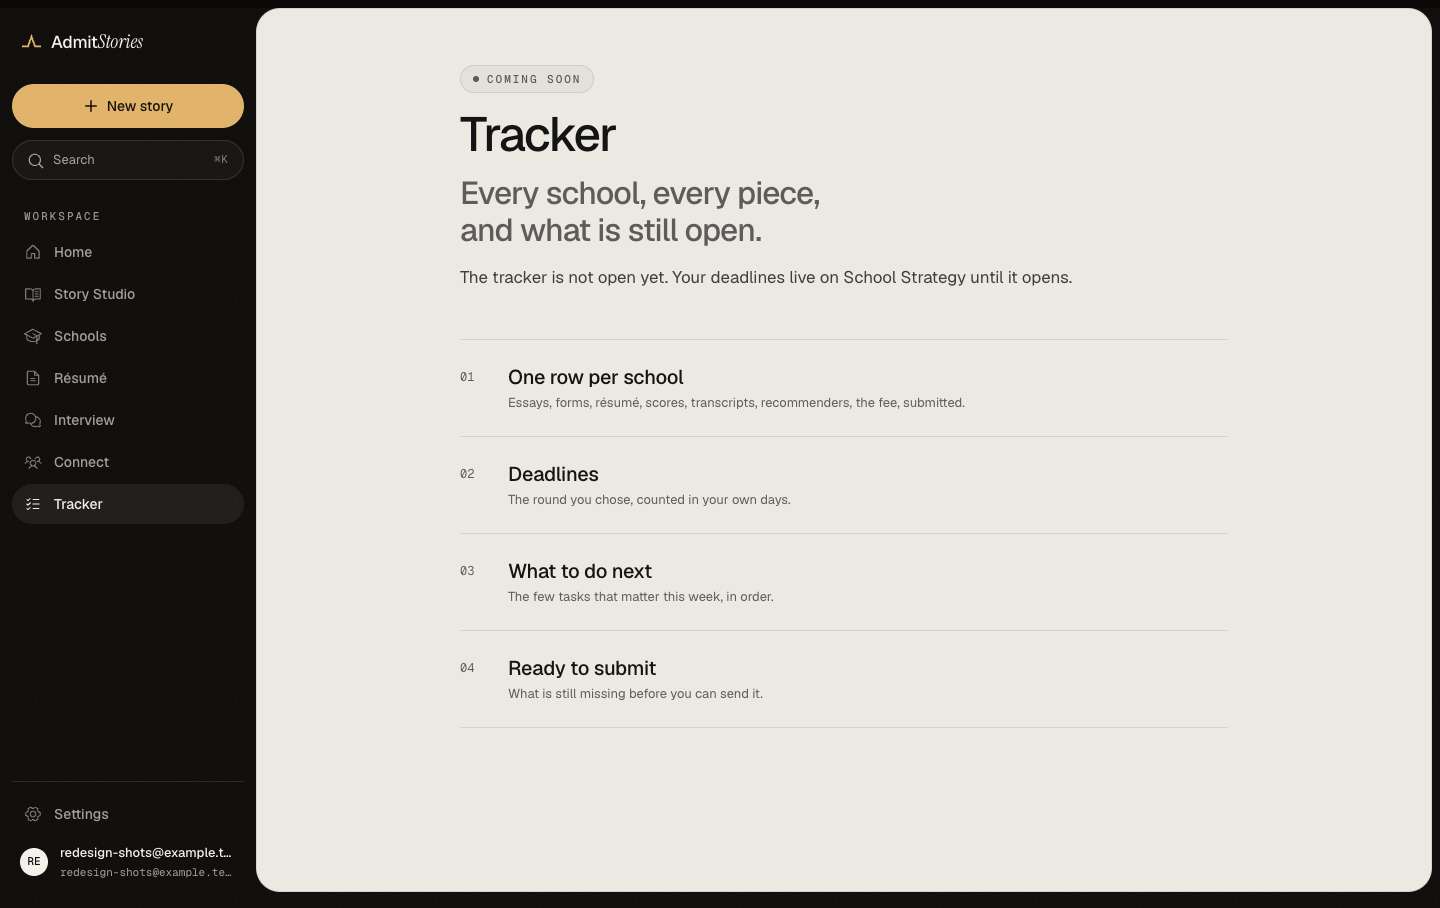 AdmitStories
New story
Search ⌘K
WORKSPACE
Home
Story Studio
Schools
Résumé
Interview
Connect
Tracker
Settings
RE
redesign-shots@example.t…
redesign-shots@example.te…
COMING SOON
Tracker
Every school, every piece,
and what is still open.
The tracker is not open yet. Your deadlines live on School Strategy until it opens.
01
One row per school
Essays, forms, résumé, scores, transcripts, recommenders, the fee, submitted.
02
Deadlines
The round you chose, counted in your own days.
03
What to do next
The few tasks that matter this week, in order.
04
Ready to submit
What is still missing before you can send it.